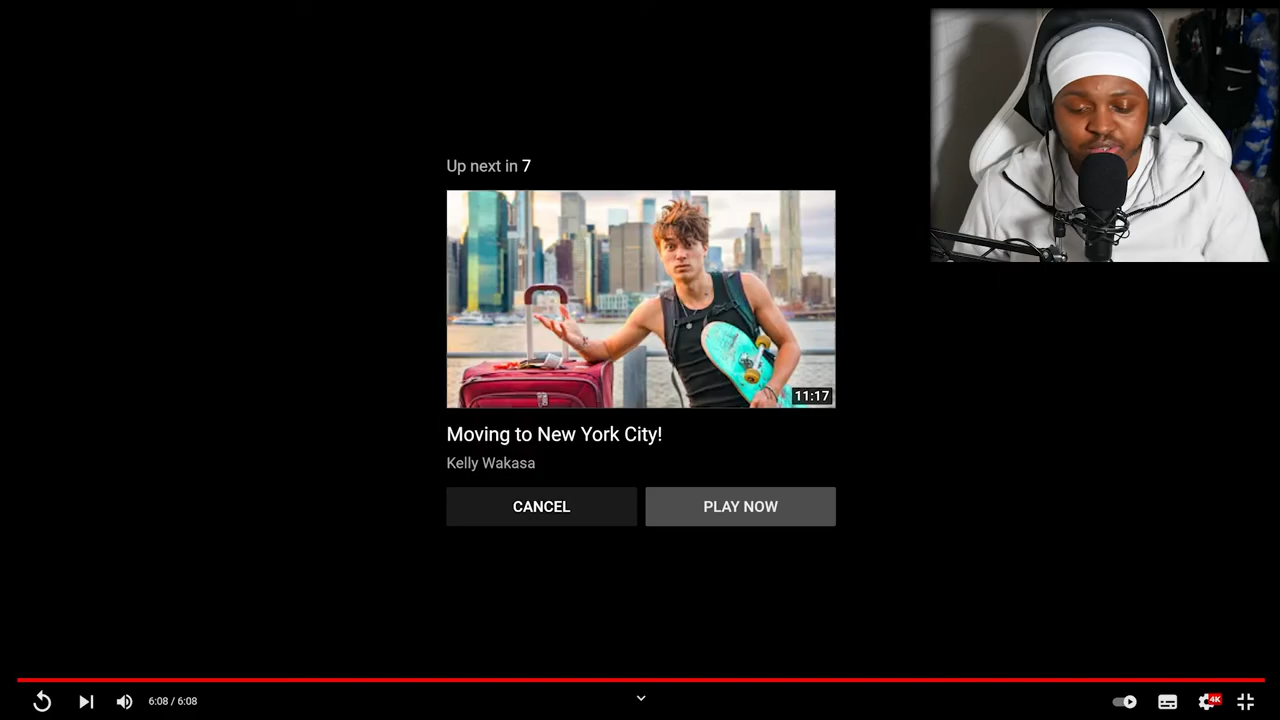 Up next in 7
11:17
Moving to New York City!
Kelly Wakasa
CANCEL
PLAY NOW
6:08 / 6:08
4K